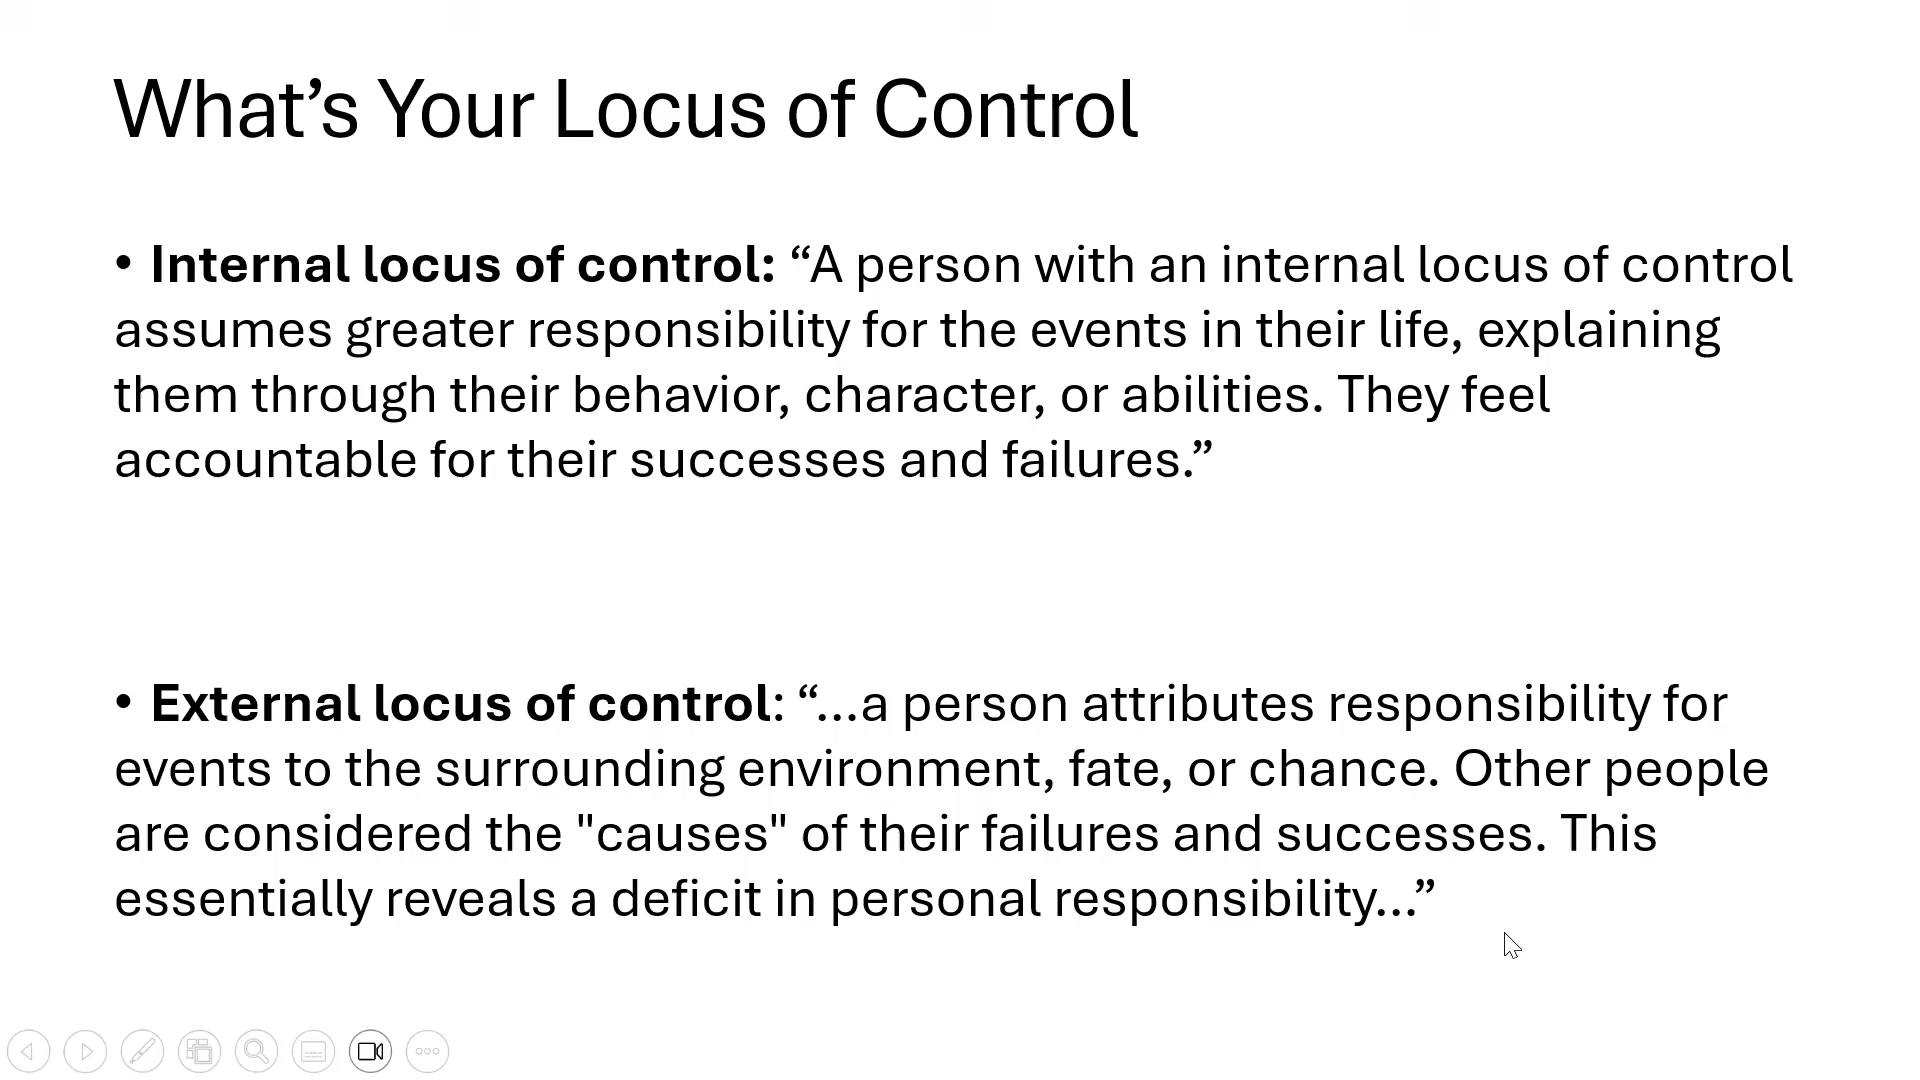 What’s Your Locus of Control
• Internal locus of control: “A person with an internal locus of control
assumes greater responsibility for the events in their life, explaining
them through their behavior, character, or abilities. They feel
accountable for their successes and failures.”
• External locus of control: “...a person attributes responsibility for
events to the surrounding environment, fate, or chance. Other people
are considered the "causes" of their failures and successes. This
essentially reveals a deficit in personal responsibility...”